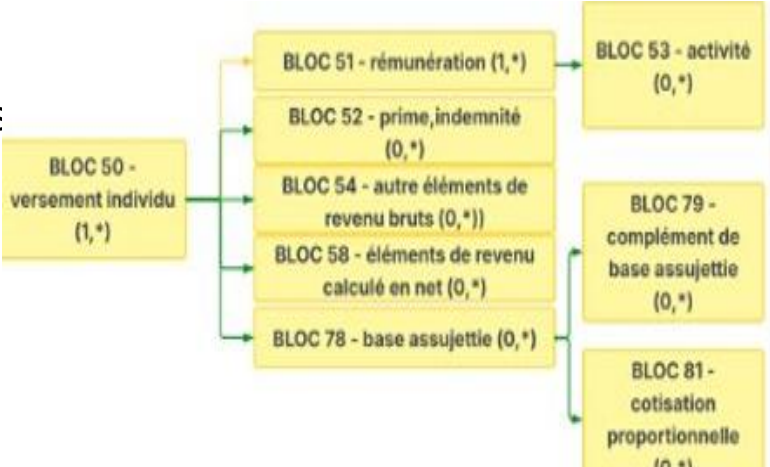 BLOC 50 -
versement individu
(1,*)
BLOC 51 - rémunération (1,*)
BLOC 52 - prime,indemnité
(0,*)
BLOC 54 - autre éléments de
revenu bruts (0,*))
BLOC 58 - éléments de revenu
calculé en net (0,*)
BLOC 78 - base assujettie (0,*)
BLOC 53 - activité
(0,*)
BLOC 79 -
complément de
base assujettie
(0,*)
BLOC 81 -
cotisation
proportionnelle
(0,*)